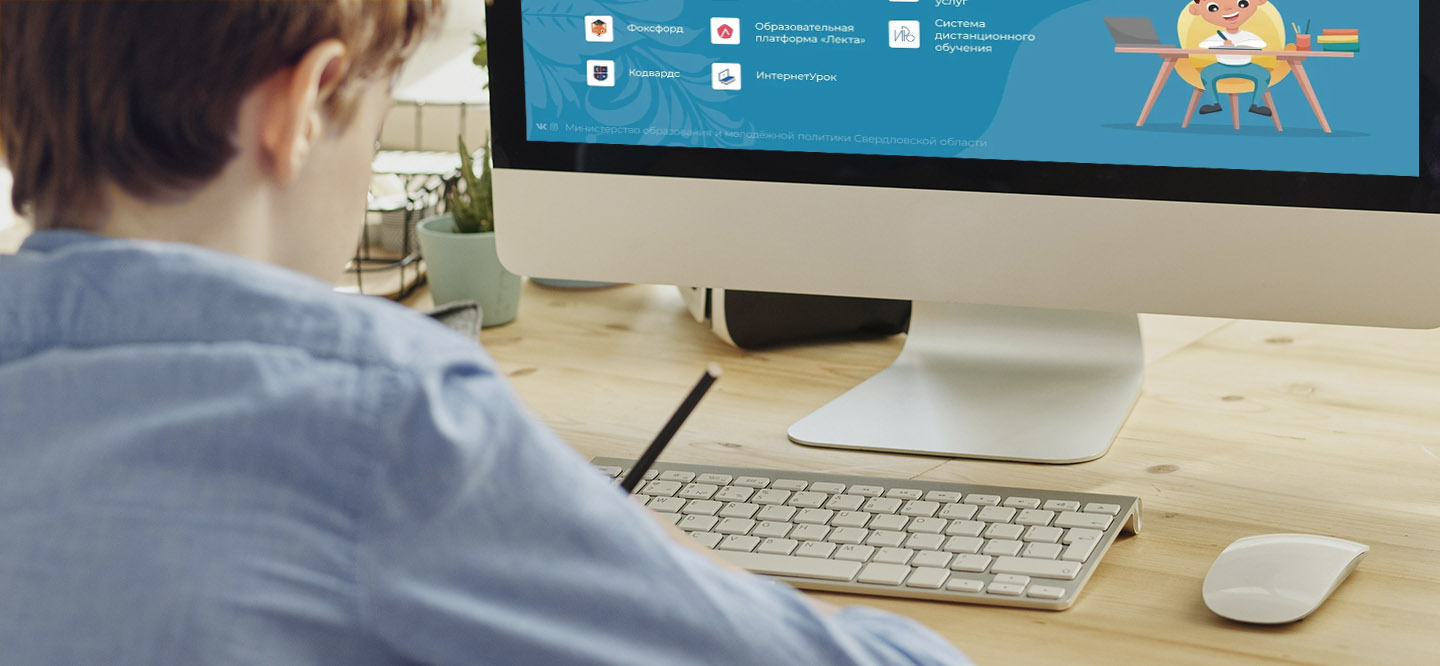 услуг
Фоксфорд
Образовательная
платформа «Лекта»
Система
дистанционного
обучения
Кодвардс
ИнтернетУрок
Министерство образования и молодёжной политики Свердловской области